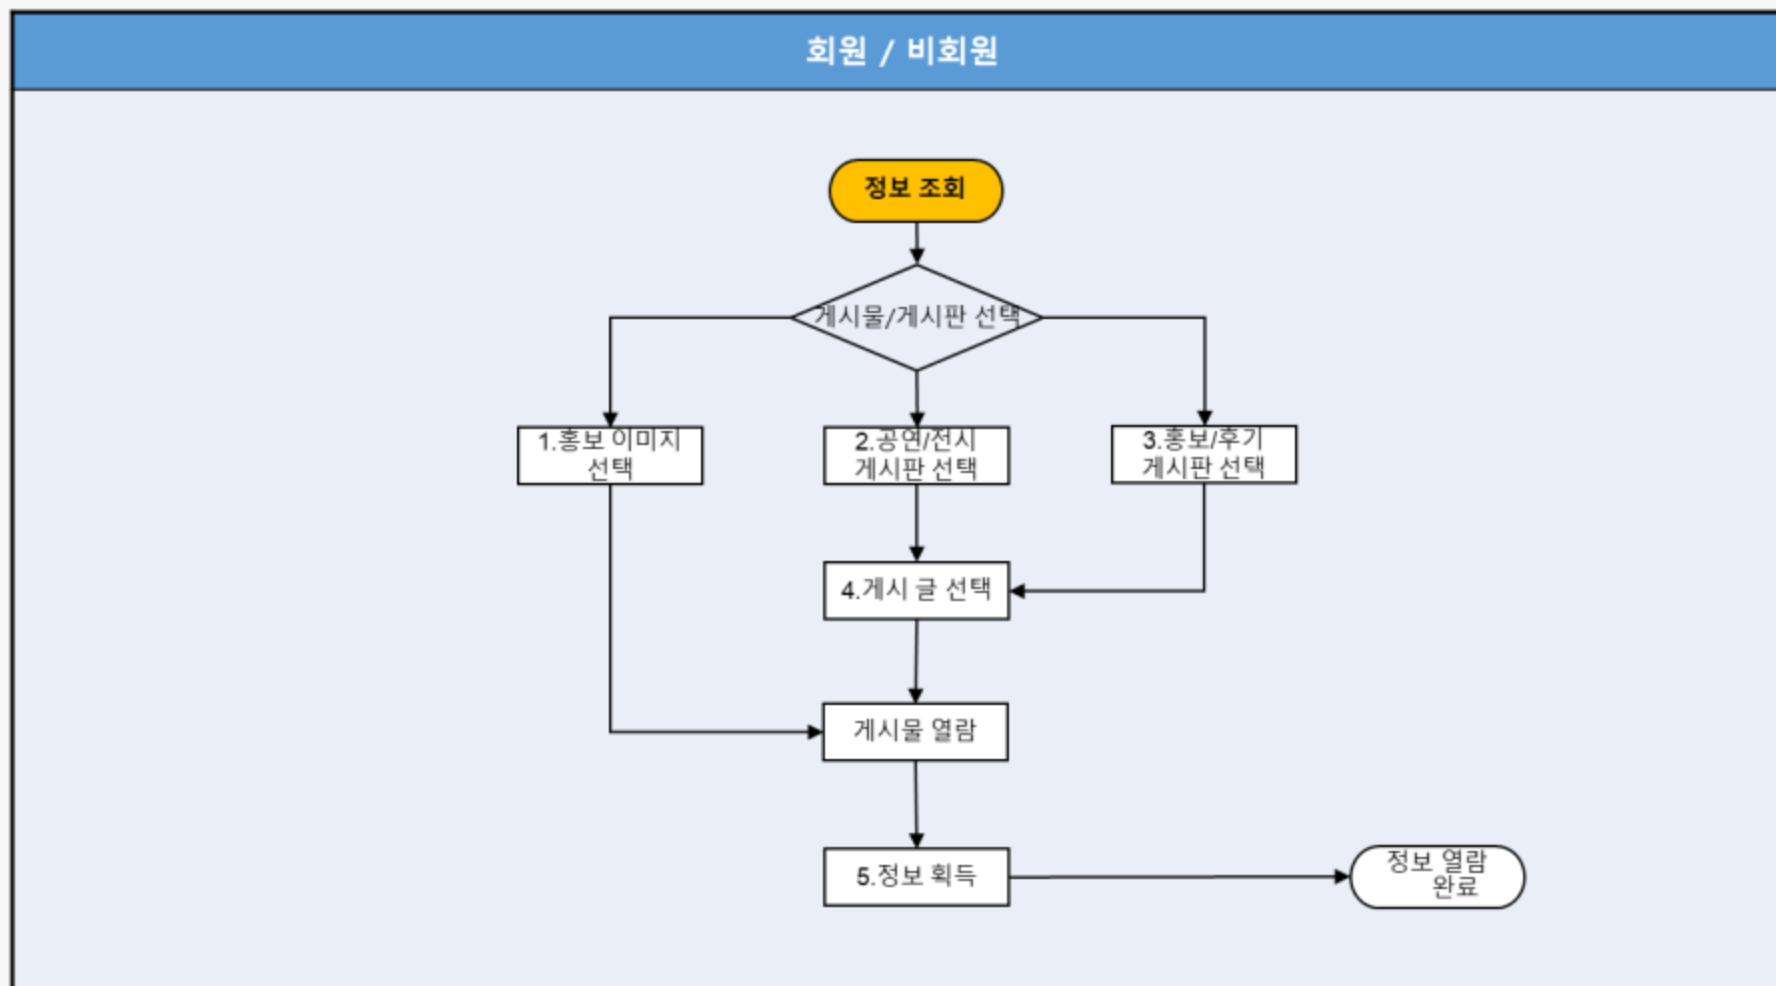 회원 / 비회원
정보 조회
게시물/게시판 선택
1.홍보 이미지
선택
2.공연/전시
게시판 선택
3.홍보/후기
게시판 선택
4.게시 글 선택
게시물 열람
5.정보 획득
정보 열람
완료